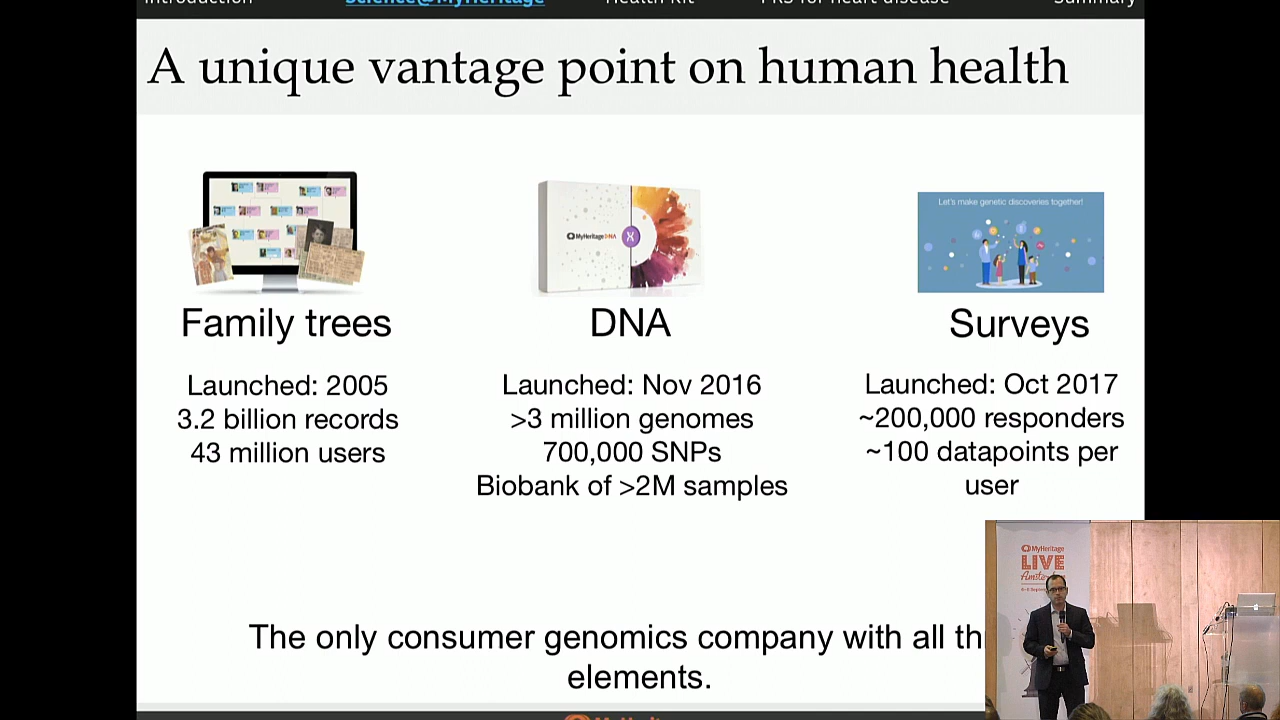 Introduction Science@MyHeritage Health Kit PRS for heart disease Summary
A unique vantage point on human health
MyHeritage DNA
Let's make genetic discoveries together!
Family trees
DNA
Surveys
Launched: 2005
3.2 billion records
43 million users
Launched: Nov 2016
>3 million genomes
700,000 SNPs
Biobank of >2M samples
Launched: Oct 2017
~200,000 responders
~100 datapoints per
user
The only consumer genomics company with all
elements.
MyHeritage
LIVE